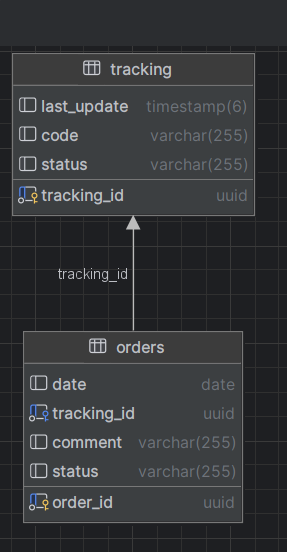 tracking
last_update timestamp(6)
code varchar(255)
status varchar(255)
tracking_id uuid
tracking_id
orders
date date
tracking_id uuid
comment varchar(255)
status varchar(255)
order_id uuid